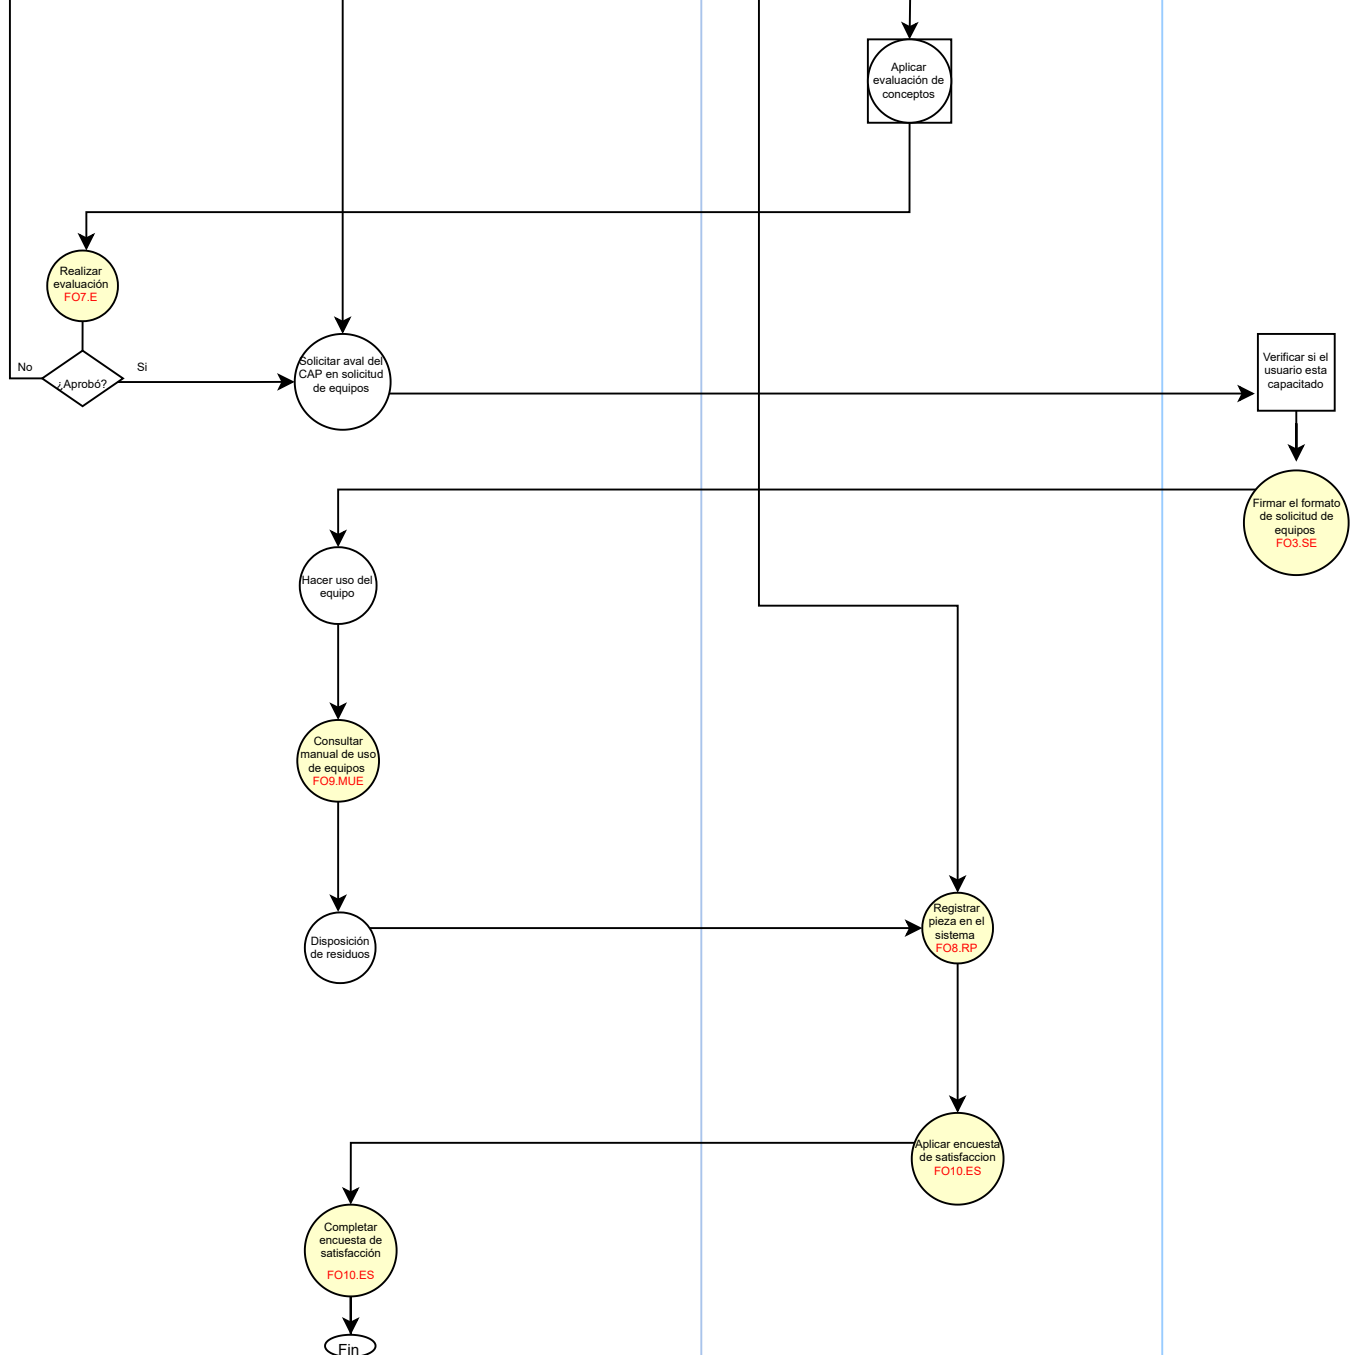 Aplicar
evaluación de
conceptos
Realizar
evaluación
FO7.E
No
¿Aprobó?
Si
Solicitar aval del
CAP en solicitud
de equipos
Verificar si el
usuario esta
capacitado
Firmar el formato
de solicitud de
equipos
FO3.SE
Hacer uso del
equipo
Consultar
manual de uso
de equipos
FO9.MUE
Disposición
de residuos
Registrar
pieza en el
sistema
FO8.RP
Aplicar encuesta
de satisfaccion
FO10.ES
Completar
encuesta de
satisfacción
FO10.ES
Fin